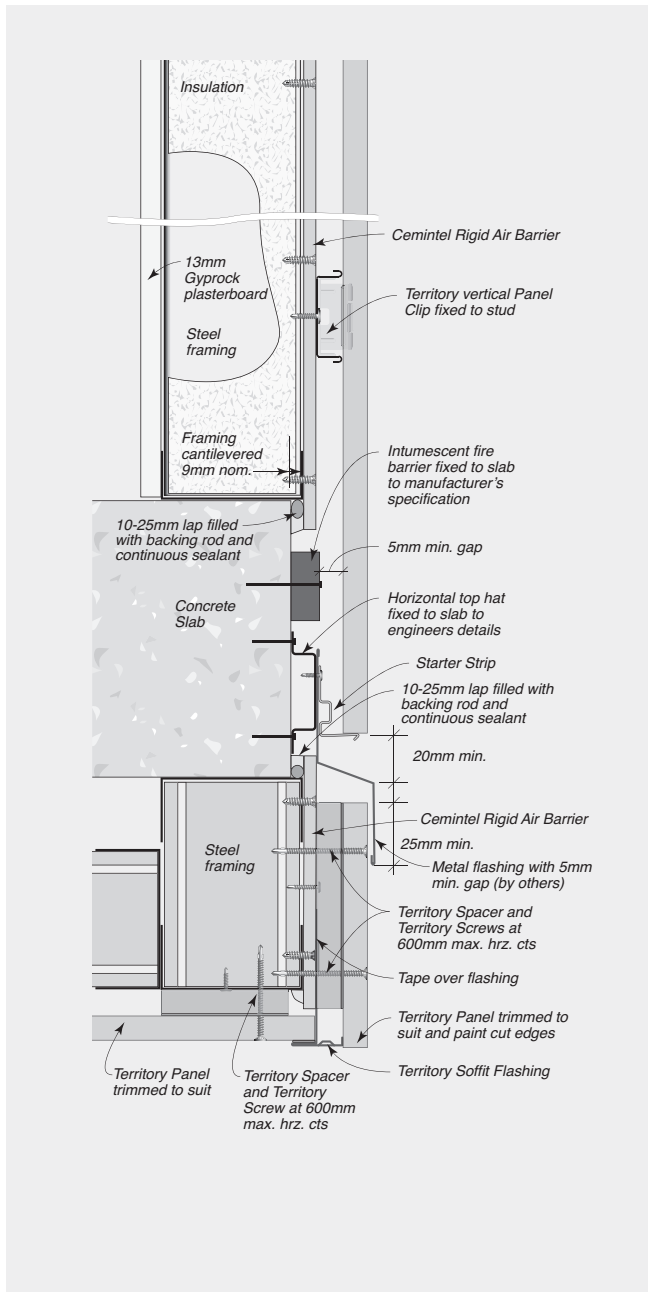 Insulation
Cemintel Rigid Air Barrier
13mm
Gyprock
plasterboard
Territory vertical Panel
Clip fixed to stud
Steel
framing
Framing
cantilevered
9mm nom.
Intumescent fire
barrier fixed to slab
to manufacturer's
specification
10-25mm lap filled
with backing rod and
continuous sealant
5mm min. gap
Concrete
Slab
Horizontal top hat
fixed to slab to
engineers details
Starter Strip
10-25mm lap filled with
backing rod and
continuous sealant
20mm min.
Cemintel Rigid Air Barrier
Steel
framing
25mm min.
Metal flashing with 5mm
min. gap (by others)
Territory Spacer and
Territory Screws at
600mm max. hrz. cts
Tape over flashing
Territory Panel trimmed to
suit and paint cut edges
Territory Soffit Flashing
Territory Panel
trimmed to suit
Territory Spacer
and Territory
Screw at 600mm
max. hrz. cts